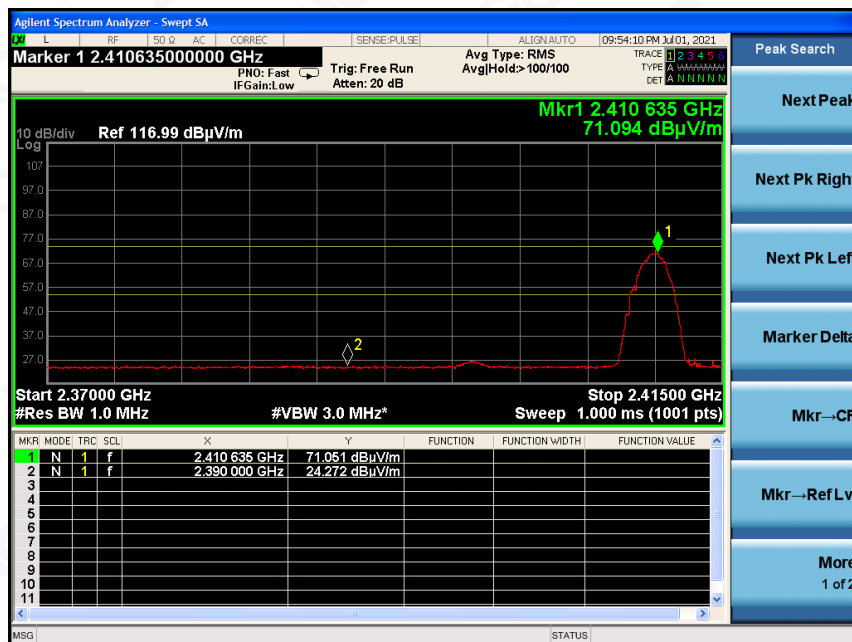 Agilent Spectrum Analyzer - Swept SA
LXI L RF 50 Ω AC CORREC SENSE:PULSE ALIGN AUTO 09:54:10 PM Jul 01, 2021
Marker 1 2.410635000000 GHz
PNO: Fast
IFGain:Low
Trig: Free Run
Atten: 20 dB
Avg Type: RMS
Avg|Hold:>100/100
TRACE 1 2 3 4 5 6
TYPE A WWWWW
DET A N N N N N
Mkr1 2.410 635 GHz
71.094 dBµV/m
10 dB/div Ref 116.99 dBµV/m
Log
107
97.0
87.0
77.0
67.0
57.0
47.0
37.0
27.0
1
2
Start 2.37000 GHz Stop 2.41500 GHz
#Res BW 1.0 MHz #VBW 3.0 MHz* Sweep 1.000 ms (1001 pts)
MKR MODE TRC SCL X Y FUNCTION FUNCTION WIDTH FUNCTION VALUE
1 N 1 f 2.410 635 GHz 71.051 dBµV/m
2 N 1 f 2.390 000 GHz 24.272 dBµV/m
3
4
5
6
7
8
9
10
11
MSG STATUS
Peak Search
Next Peak
Next Pk Right
Next Pk Left
Marker Delta
Mkr→CF
Mkr→Ref Lv
More
1 of 2